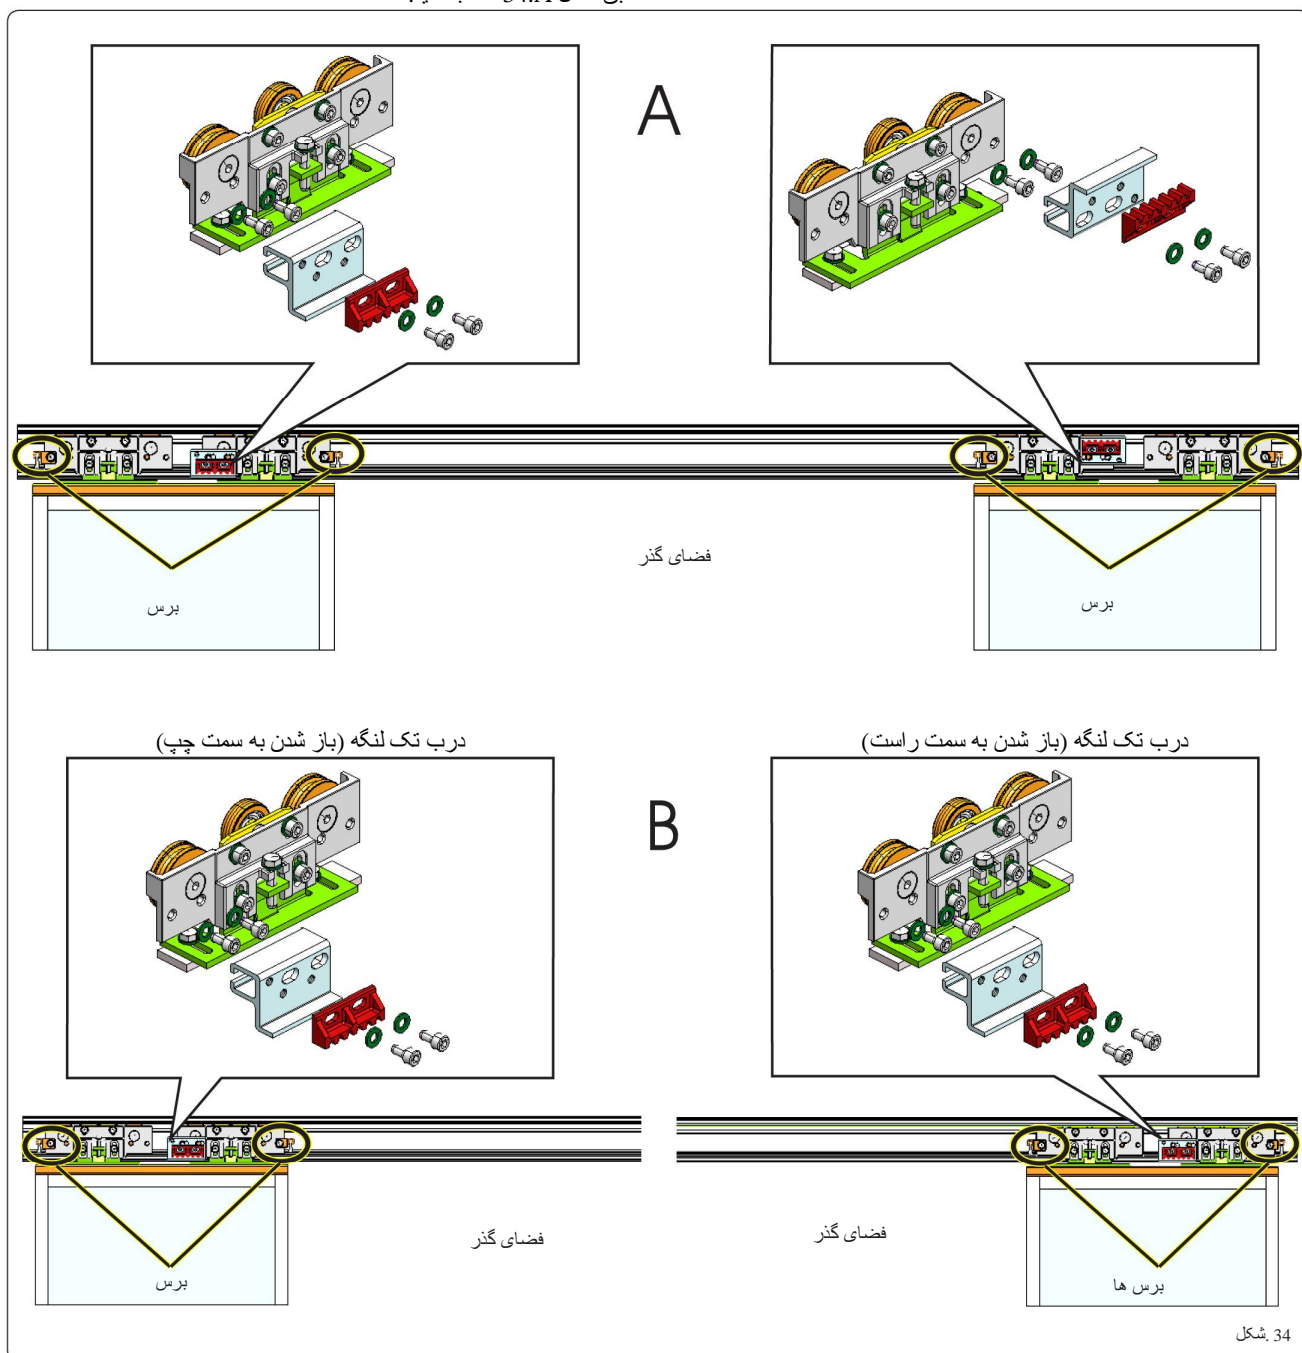 A
فضای گذر
برس
برس
درب تک لنگه (باز شدن به سمت چپ)
درب تک لنگه (باز شدن به سمت راست)
B
فضای گذر
فضای گذر
برس
برس ها
34 .شکل